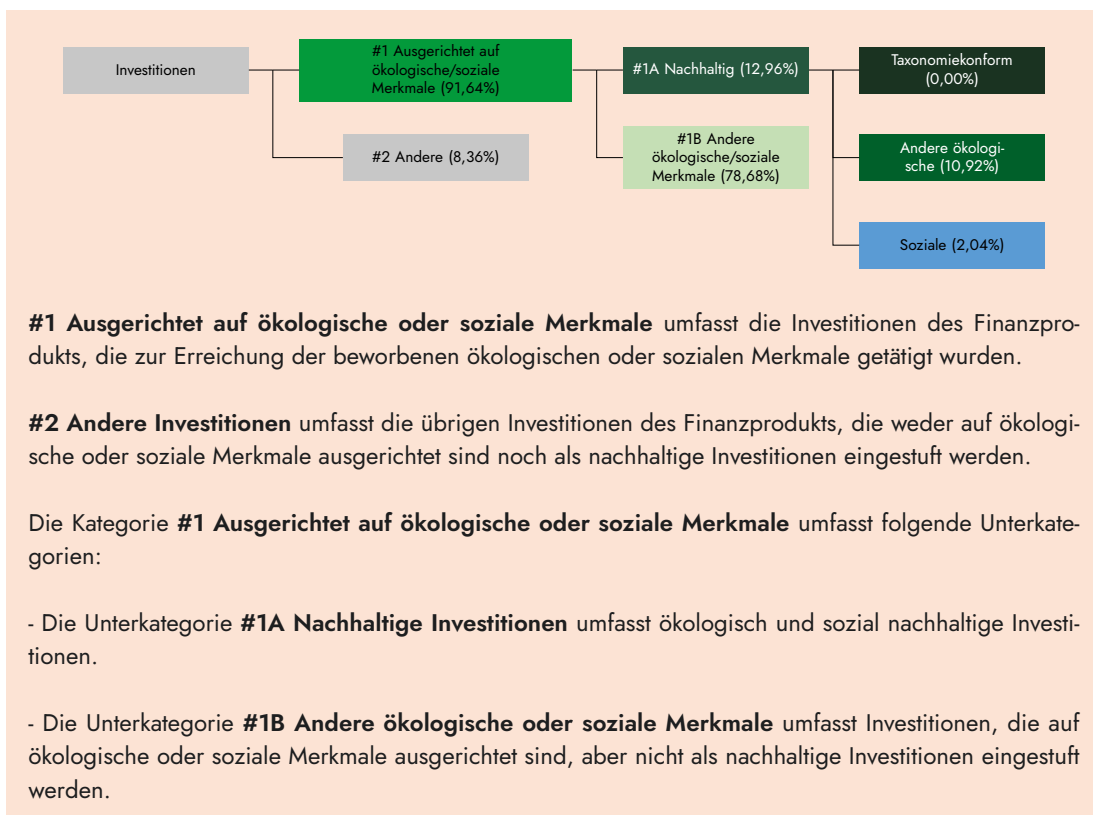 Investitionen
#1 Ausgerichtet auf
ökologische/soziale
Merkmale (91,64%)
#1A Nachhaltig (12,96%)
Taxonomiekonform
(0,00%)
#2 Andere (8,36%)
#1B Andere
ökologische/soziale
Merkmale (78,68%)
Andere ökologi-
sche (10,92%)
Soziale (2,04%)
#1 Ausgerichtet auf ökologische oder soziale Merkmale umfasst die Investitionen des Finanzpro-
dukts, die zur Erreichung der beworbenen ökologischen oder sozialen Merkmale getätigt wurden.
#2 Andere Investitionen umfasst die übrigen Investitionen des Finanzprodukts, die weder auf ökologi-
sche oder soziale Merkmale ausgerichtet sind noch als nachhaltige Investitionen eingestuft werden.
Die Kategorie #1 Ausgerichtet auf ökologische oder soziale Merkmale umfasst folgende Unterkate-
gorien:
- Die Unterkategorie #1A Nachhaltige Investitionen umfasst ökologisch und sozial nachhaltige Investi-
tionen.
- Die Unterkategorie #1B Andere ökologische oder soziale Merkmale umfasst Investitionen, die auf
ökologische oder soziale Merkmale ausgerichtet sind, aber nicht als nachhaltige Investitionen eingestuft
werden.